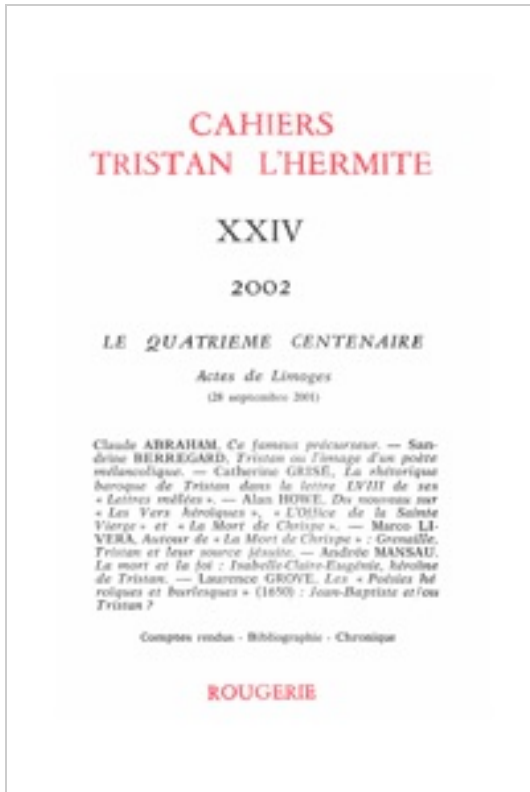 CAHIERS
TRISTAN L'HERMITE
XXIV
2002
LE QUATRIEME CENTENAIRE
Actes de Limoges
(28 septembre 2001)
Claude ABRAHAM, Ce fameux précurseur. — San-
drine BERREGARD, Tristan ou l'image d'un poète
mélancolique. — Catherine GRISÉ, La rhétorique
baroque de Tristan dans la lettre LVIII de ses
« Lettres mêlées ». — Alan HOWE, Du nouveau sur
« Les Vers héroïques », « L'Office de la Sainte
Vierge » et « La Mort de Chrispe ». — Marco LI-
VERA, Autour de « La Mort de Chrispe » : Grenaille,
Tristan et leur source jésuite. — Andrée MANSAU,
La mort et la foi : Isabelle-Claire-Eugénie, héroïne
de Tristan. — Laurence GROVE, Les « Poésies hé
roïques et burlesques » (1650) : Jean-Baptiste et/ou
Tristan ?
Comptes rendus - Bibliographie - Chronique
ROUGERIE